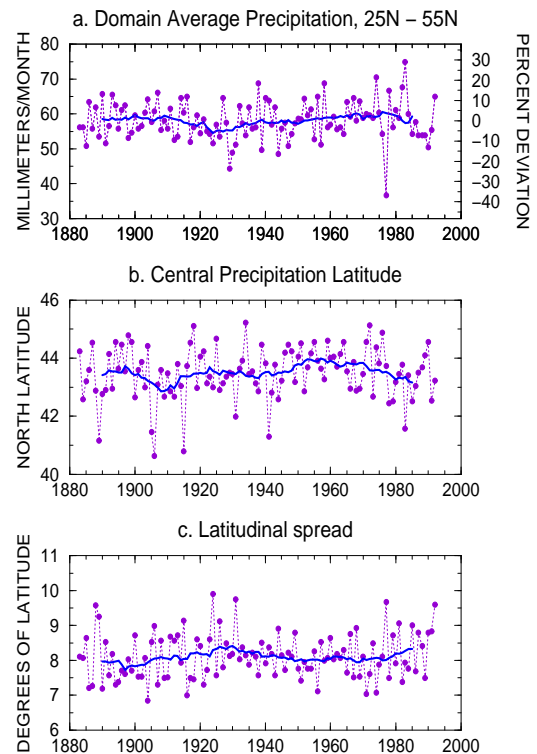 a. Domain Average Precipitation, 25N – 55N
MILLIMETERS/MONTH
80
70
60
50
40
30
PERCENT DEVIATION
30
20
10
0
−10
−20
−30
−40
1880 1900 1920 1940 1960 1980 2000
b. Central Precipitation Latitude
NORTH LATITUDE
46
44
42
40
1880 1900 1920 1940 1960 1980 2000
c. Latitudinal spread
DEGREES OF LATITUDE
11
10
9
8
7
6
1880 1900 1920 1940 1960 1980 2000